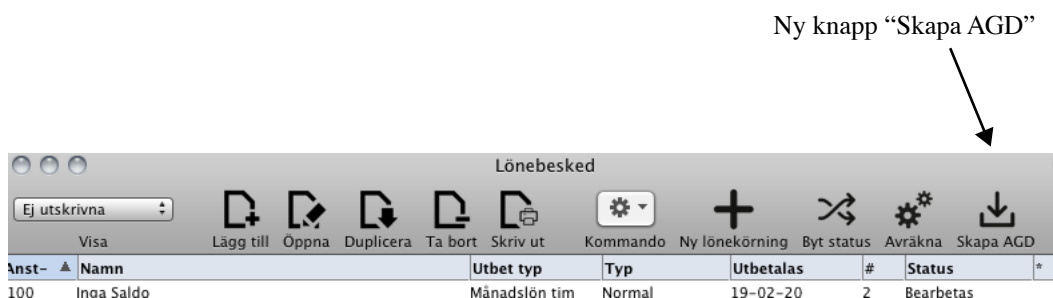 Ny knapp “Skapa AGD”
Lönebesked
Ej utskrivna
Visa Lägg till Öppna Duplicera Ta bort Skriv ut Kommando Ny lönekörning Byt status Avräkna Skapa AGD
Anst- Namn Utbet typ Typ Utbetalas # Status *
100 Inga Saldo Månadslön tim Normal 19-02-20 2 Bearbetas